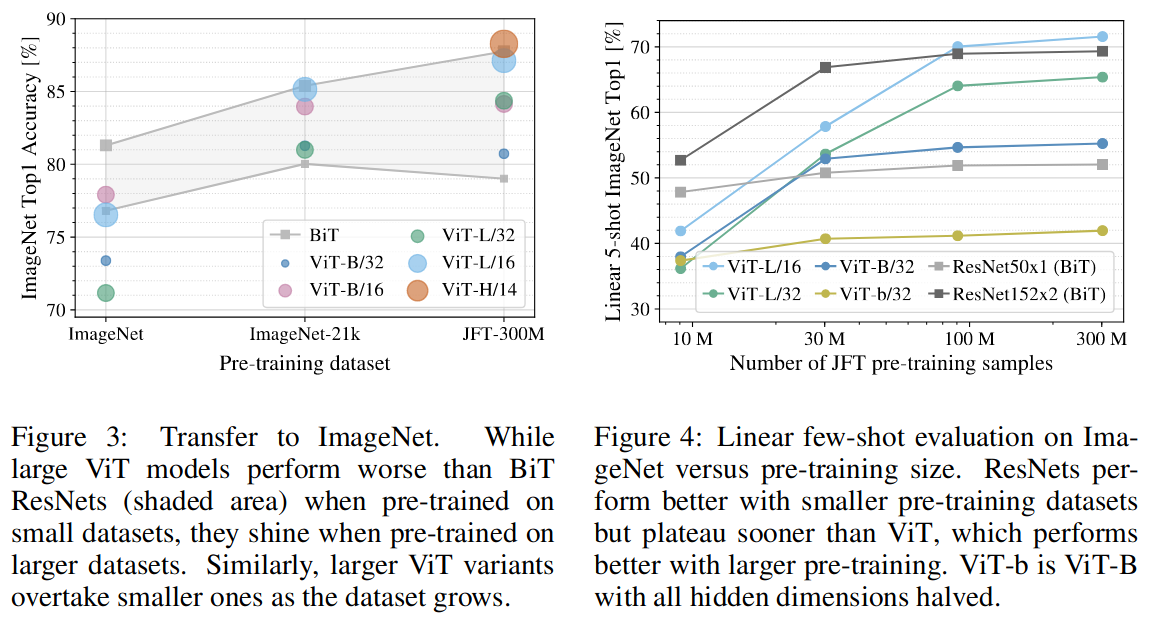 90
85
80
75
70
ImageNet Top1 Accuracy [%]
BiT
ViT-B/32
ViT-B/16
ViT-L/32
ViT-L/16
ViT-H/14
ImageNet
ImageNet-21k
JFT-300M
Pre-training dataset
70
60
50
40
30
Linear 5-shot ImageNet Top1 [%]
ViT-L/16
ViT-L/32
ViT-B/32
ViT-b/32
ResNet50x1 (BiT)
ResNet152x2 (BiT)
10 M
30 M
100 M
300 M
Number of JFT pre-training samples
Figure 3: Transfer to ImageNet. While
large ViT models perform worse than BiT
ResNets (shaded area) when pre-trained on
small datasets, they shine when pre-trained on
larger datasets. Similarly, larger ViT variants
overtake smaller ones as the dataset grows.
Figure 4: Linear few-shot evaluation on Ima-
geNet versus pre-training size. ResNets per-
form better with smaller pre-training datasets
but plateau sooner than ViT, which performs
better with larger pre-training. ViT-b is ViT-B
with all hidden dimensions halved.